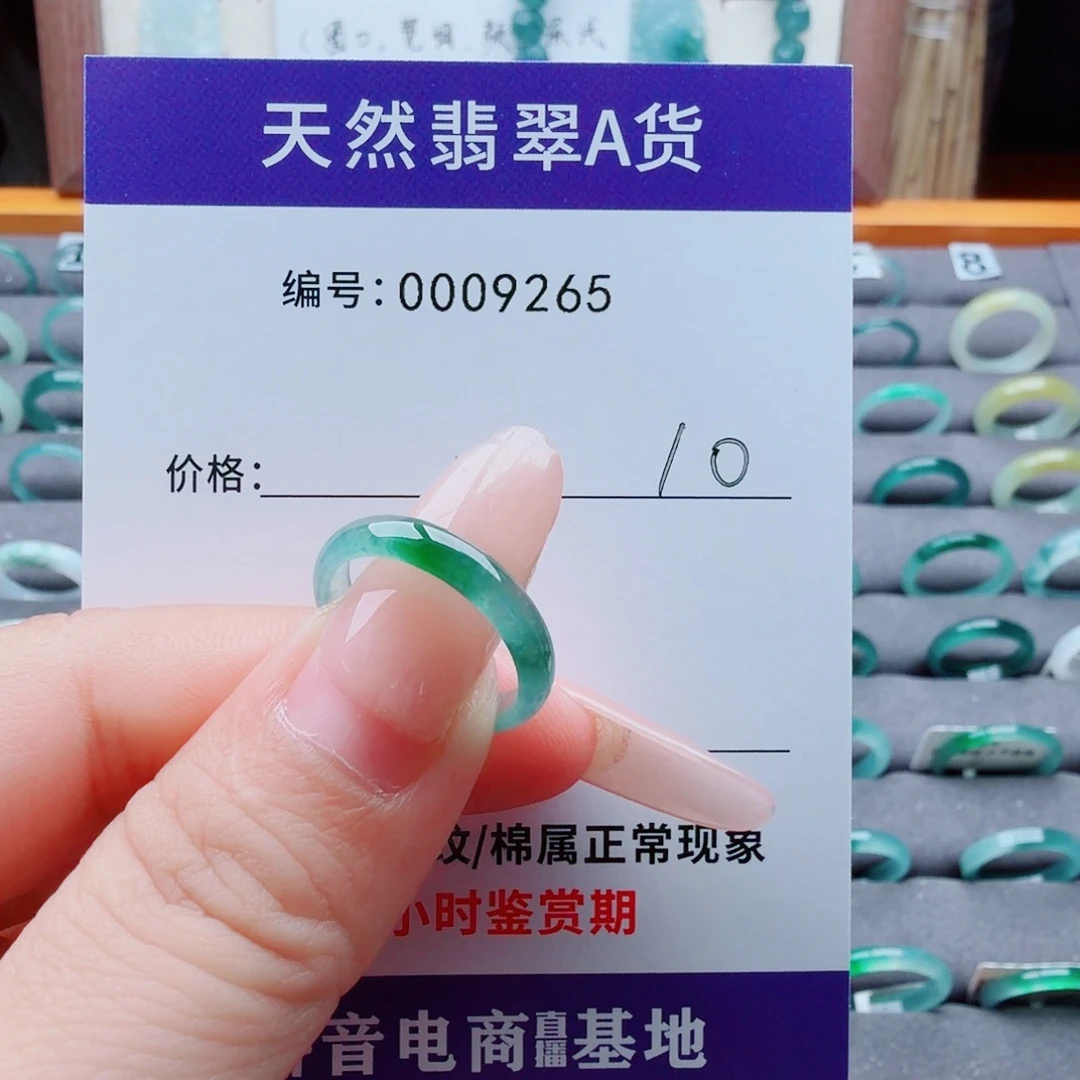 天然翡翠A货
编号：0009265
价格： 10
/棉属正常现象
小时鉴赏期
音电商直播基地
8